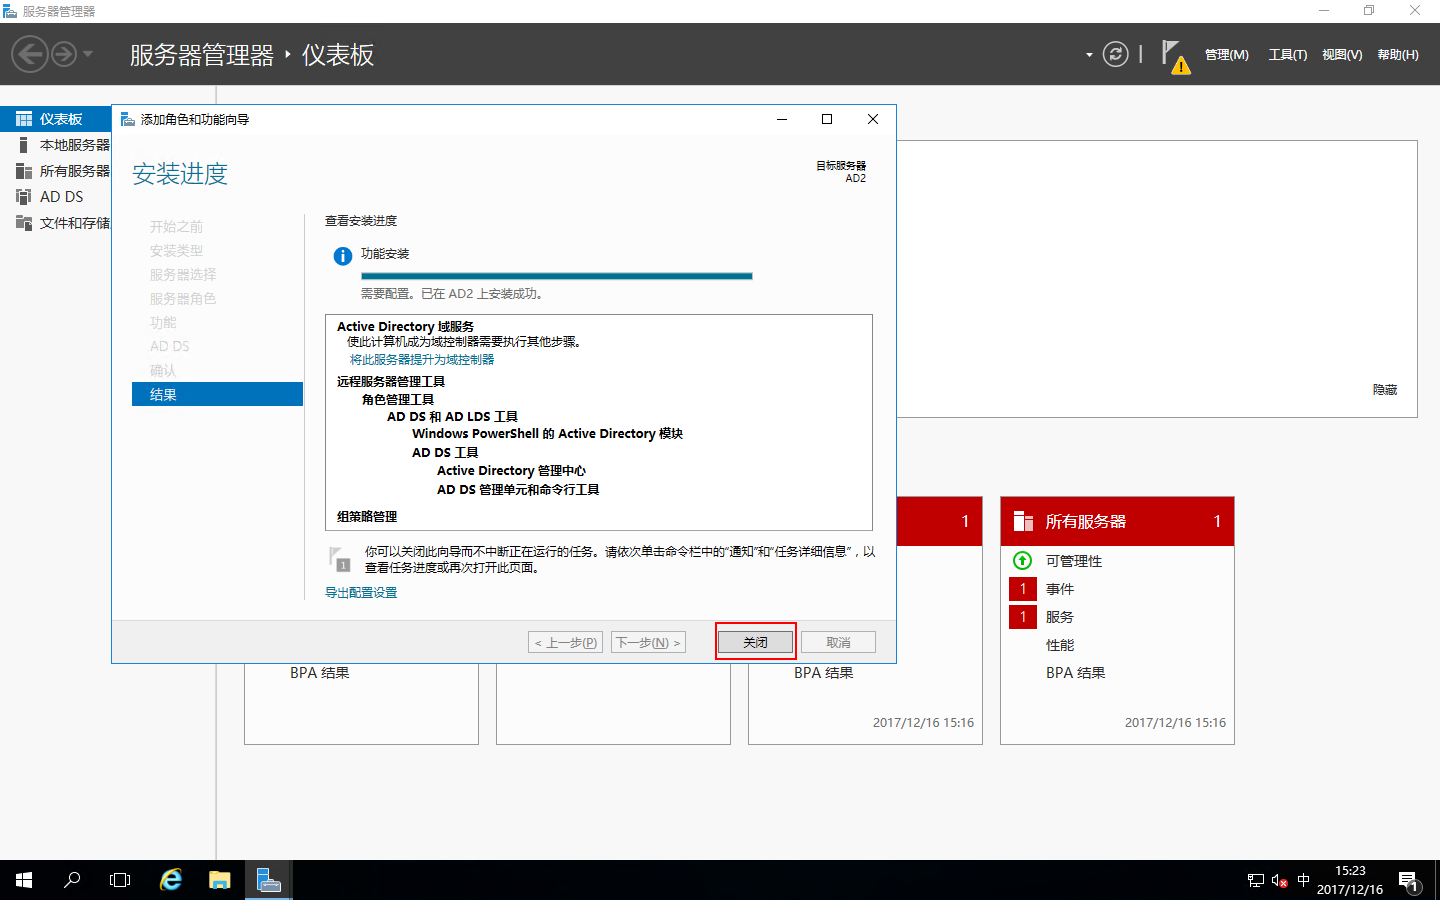 服务器管理器
服务器管理器 ‣ 仪表板
管理(M) 工具(T) 视图(V) 帮助(H)
仪表板
本地服务器
所有服务器
AD DS
文件和存储
添加角色和功能向导
安装进度
目标服务器
AD2
开始之前
安装类型
服务器选择
服务器角色
功能
AD DS
确认
结果
查看安装进度
功能安装
需要配置。已在 AD2 上安装成功。
Active Directory 域服务
使此计算机成为域控制器需要执行其他步骤。
将此服务器提升为域控制器
远程服务器管理工具
角色管理工具
AD DS 和 AD LDS 工具
Windows PowerShell 的 Active Directory 模块
AD DS 工具
Active Directory 管理中心
AD DS 管理单元和命令行工具
组策略管理
1
你可以关闭此向导而不中断正在运行的任务。请依次单击命令栏中的“通知”和“任务详细信息”，以
查看任务进度或再次打开此页面。
导出配置设置
< 上一步(P) 下一步(N) > 关闭 取消
隐藏
1
所有服务器 1
可管理性
1 事件
1 服务
性能
BPA 结果
BPA 结果
BPA 结果
2017/12/16 15:16
2017/12/16 15:16
中
15:23
2017/12/16
1